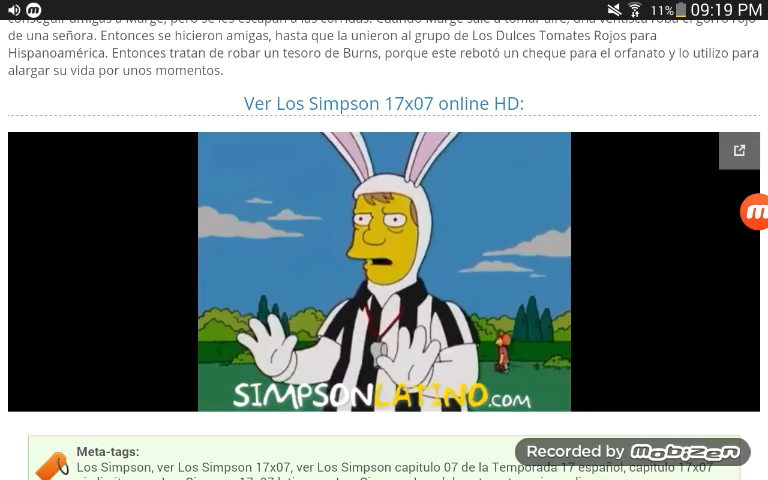 11% 09:19 PM
conseguir amigas a Marge, pero se les escapan a las corridas. Cuando Marge sale a tomar aire, una ventisca roba el gorro rojo
de una señora. Entonces se hicieron amigas, hasta que la unieron al grupo de Los Dulces Tomates Rojos para
Hispanoamérica. Entonces tratan de robar un tesoro de Burns, porque este rebotó un cheque para el orfanato y lo utilizo para
alargar su vida por unos momentos.
Ver Los Simpson 17x07 online HD:
SIMPSONLATINO.COM
Meta-tags:
Recorded by mobizen
Los Simpson, ver Los Simpson 17x07, ver Los Simpson capitulo 07 de la Temporada 17 español, capitulo 17x07